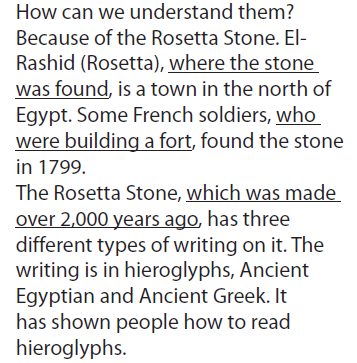 How can we understand them?
Because of the Rosetta Stone. El-
Rashid (Rosetta), where the stone
was found, is a town in the north of
Egypt. Some French soldiers, who
were building a fort, found the stone
in 1799.
The Rosetta Stone, which was made
over 2,000 years ago, has three
different types of writing on it. The
writing is in hieroglyphs, Ancient
Egyptian and Ancient Greek. It
has shown people how to read
hieroglyphs.